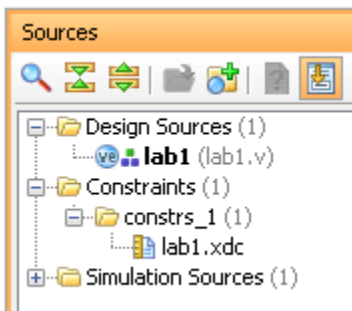 Sources
Design Sources (1)
lab1 (lab1.v)
Constraints (1)
constrs_1 (1)
lab1.xdc
Simulation Sources (1)